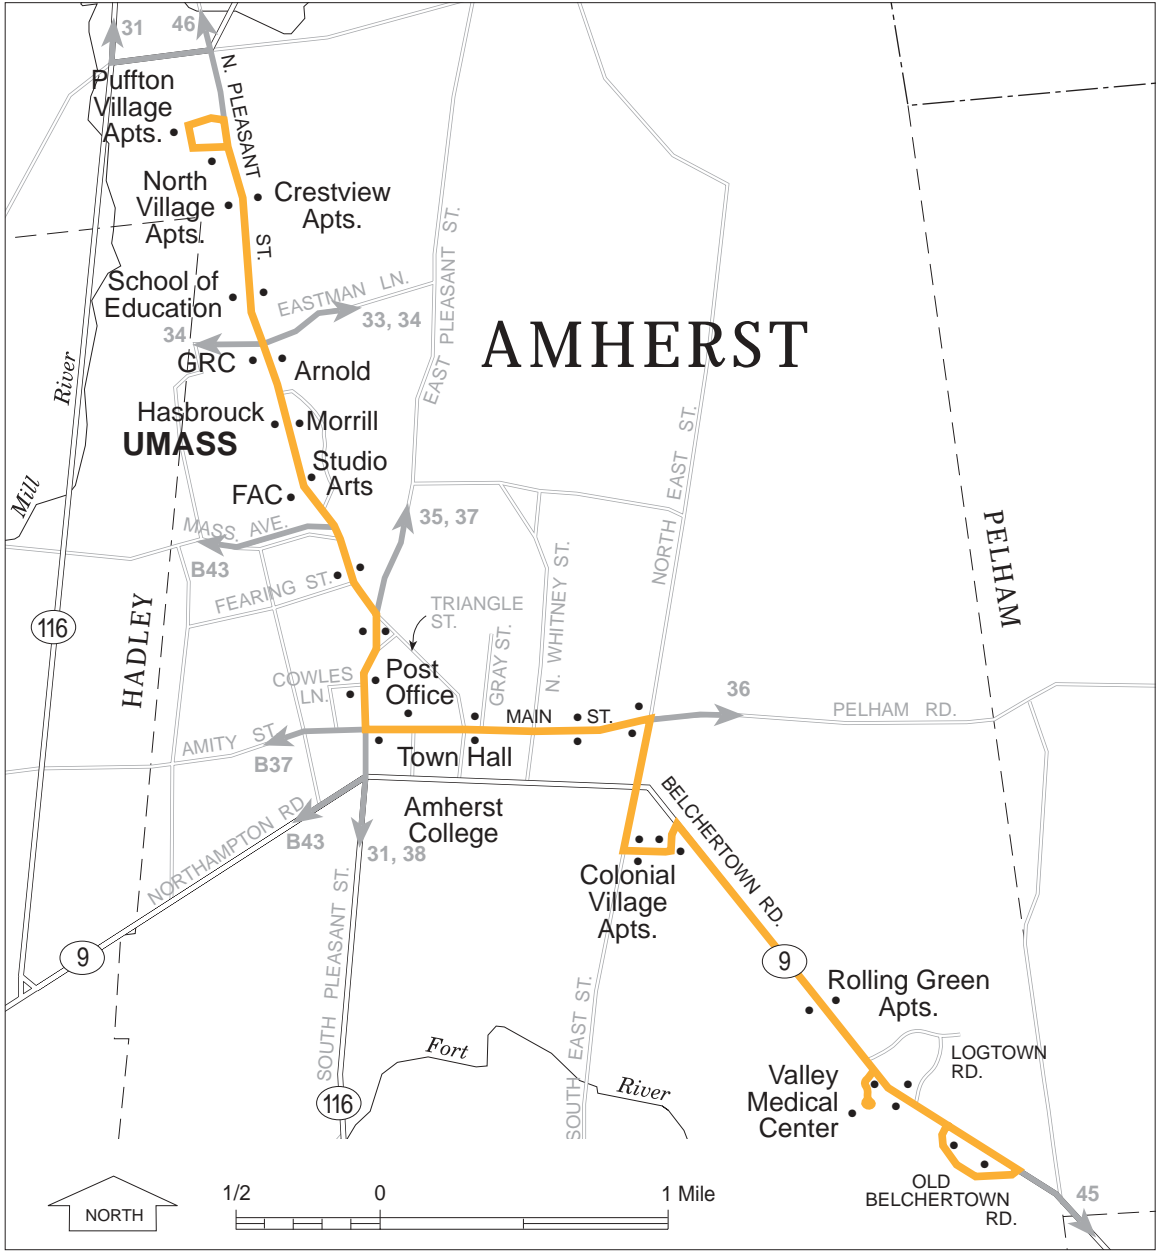 31
46
N. PLEASANT
ST.
Puffton
Village
Apts.
North
Village
Apts.
Crestview
Apts.
School of
Education
EASTMAN LN.
33, 34
34
EAST PLEASANT ST.
AMHERST
GRC
Arnold
River
Mill
Hasbrouck
Morrill
UMASS
Studio
Arts
FAC
MASS. AVE.
B43
35, 37
NORTH EAST ST.
PELHAM
FEARING ST.
116
HADLEY
TRIANGLE
ST.
GRAY ST.
N. WHITNEY ST.
COWLES
LN.
Post
Office
MAIN ST.
36
PELHAM RD.
AMITY ST.
B37
Town Hall
Amherst
College
BELCHERTOWN RD.
NORTHAMPTON RD.
B43
31, 38
Colonial
Village
Apts.
SOUTH PLEASANT ST.
9
9
Rolling Green
Apts.
SOUTH EAST ST.
Fort
River
LOGTOWN
RD.
Valley
Medical
Center
116
OLD
BELCHERTOWN
RD.
45
NORTH
1/2 0 1 Mile